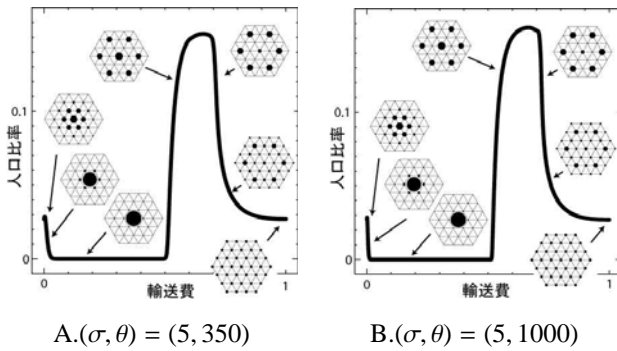 0.1
人口比率
0
0
輸送費
1
A.(σ, θ) = (5, 350)
0.1
人口比率
0
0
輸送費
1
B.(σ, θ) = (5, 1000)